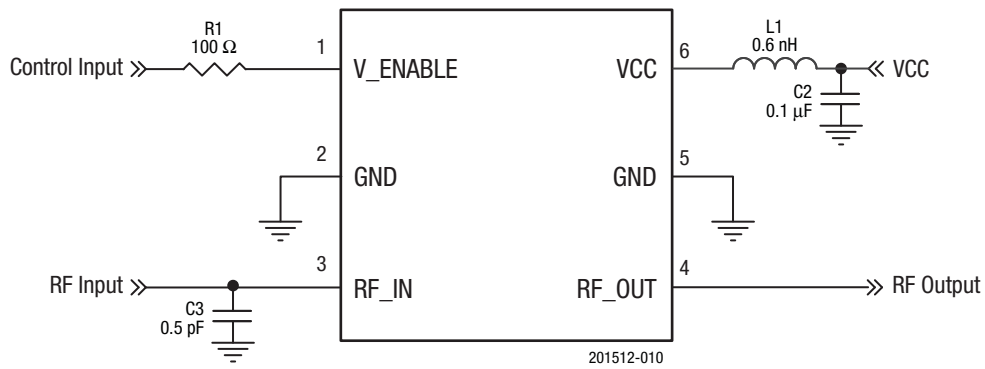 R1
100 Ω
Control Input
1
V_ENABLE
VCC
6
L1
0.6 nH
VCC
C2
0.1 μF
2
GND
GND
5
RF Input
3
RF_IN
RF_OUT
4
RF Output
C3
0.5 pF
201512-010